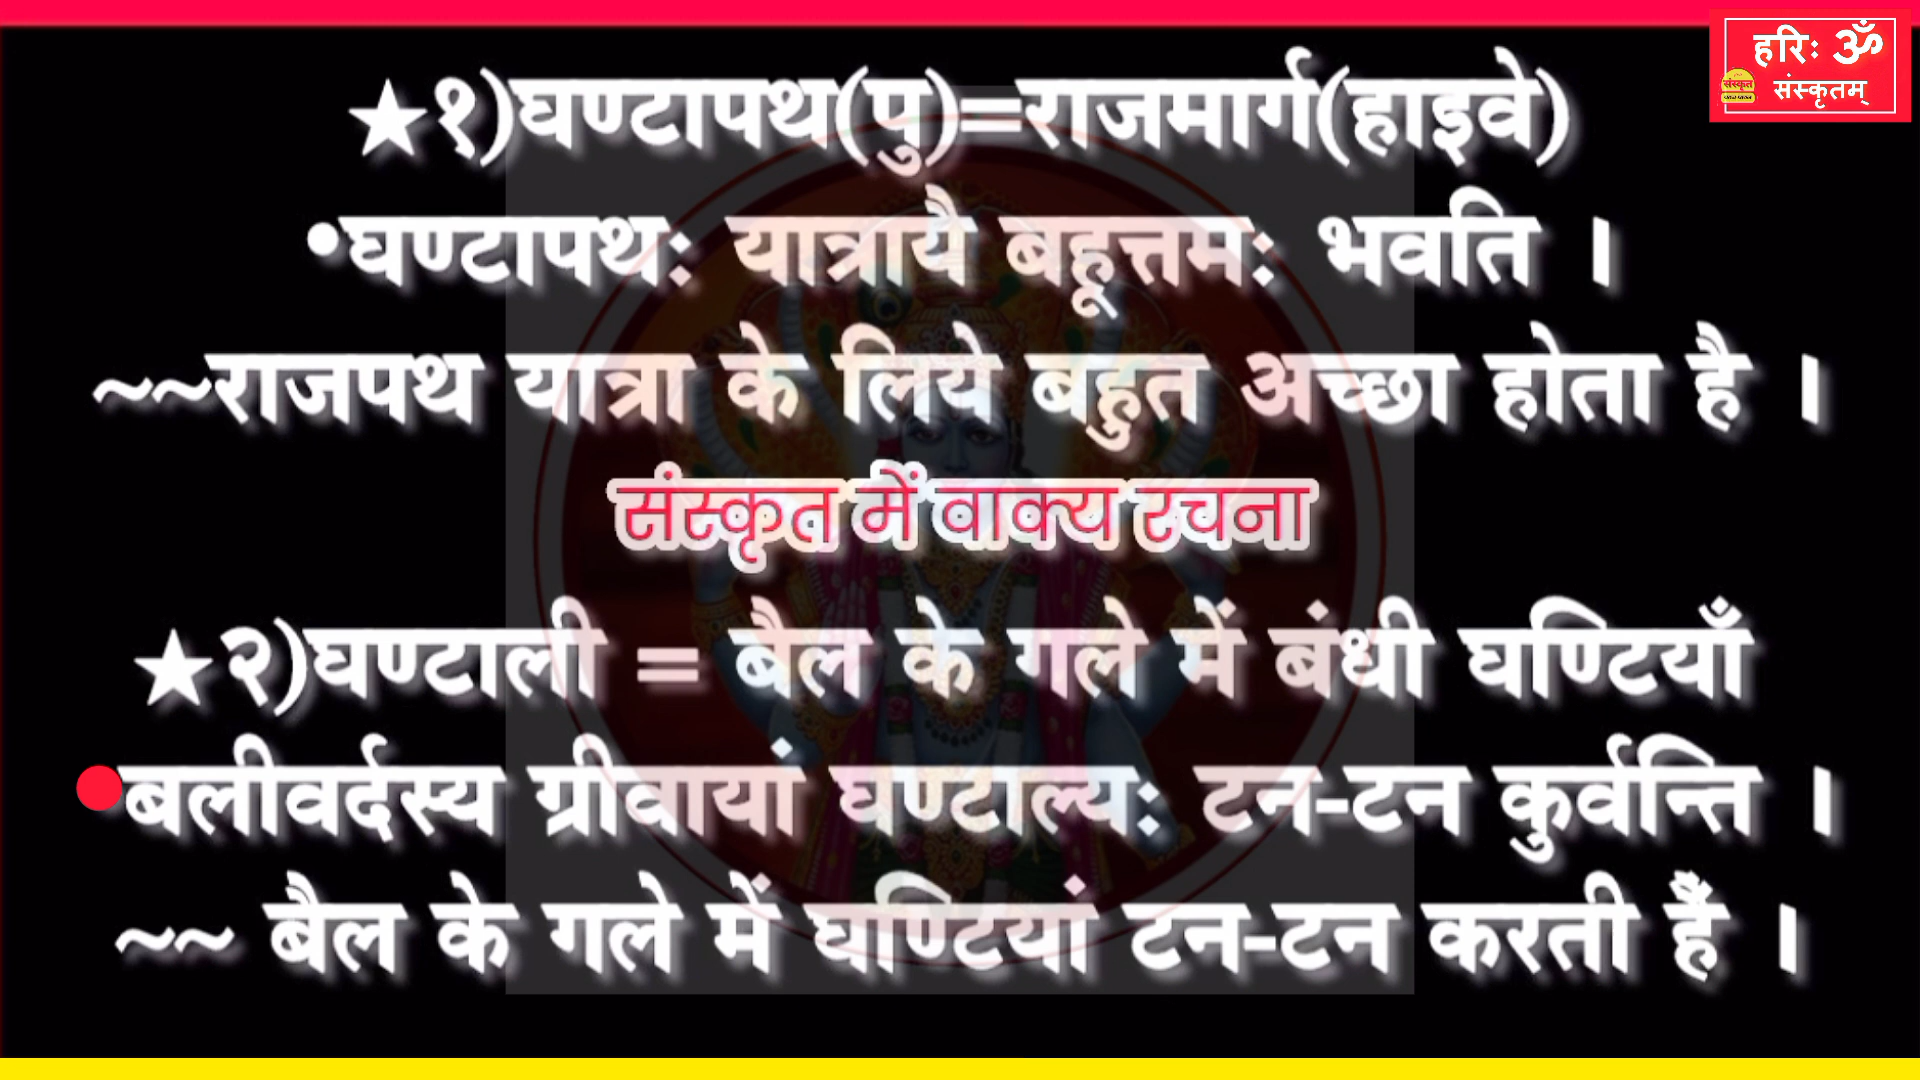 हरिः ॐ
संस्कृतम्
★१)घण्टापथ(पु)=राजमार्ग(हाइवे)
•घण्टापथ: यात्रायै बहूत्तम: भवति ।
~~राजपथ यात्रा के लिये बहुत अच्छा होता है ।
संस्कृत में वाक्य रचना
★२)घण्टाली = बैल के गले में बंधी घण्टियाँ
बलीवर्दस्य ग्रीवायां घण्टाल्य: टन-टन कुर्वन्ति ।
~~ बैल के गले में घण्टियां टन-टन करती हैं ।